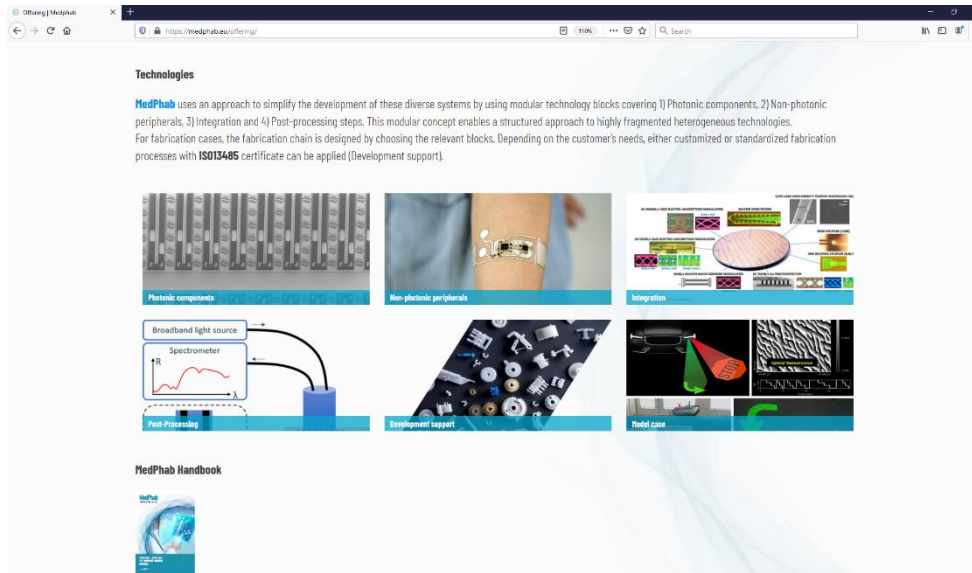 Offering | Medphab
https://medphab.eu/offering/
110%
Search
Technologies
MedPhab uses an approach to simplify the development of these diverse systems by using modular technology blocks covering 1) Photonic components, 2) Non-photonic
peripherals, 3) Integration and 4) Post-processing steps. This modular concept enables a structured approach to highly fragmented heterogeneous technologies.
For fabrication cases, the fabrication chain is designed by choosing the relevant blocks. Depending on the customer's needs, either customized or standardized fabrication
processes with ISO13485 certificate can be applied (Development support).
Photonic components
Non-photonic peripherals
Integration
Broadband light source
Spectrometer
R
λ
STOP
Post-Processing
Development support
Model case
MedPhab Handbook
MedPhab